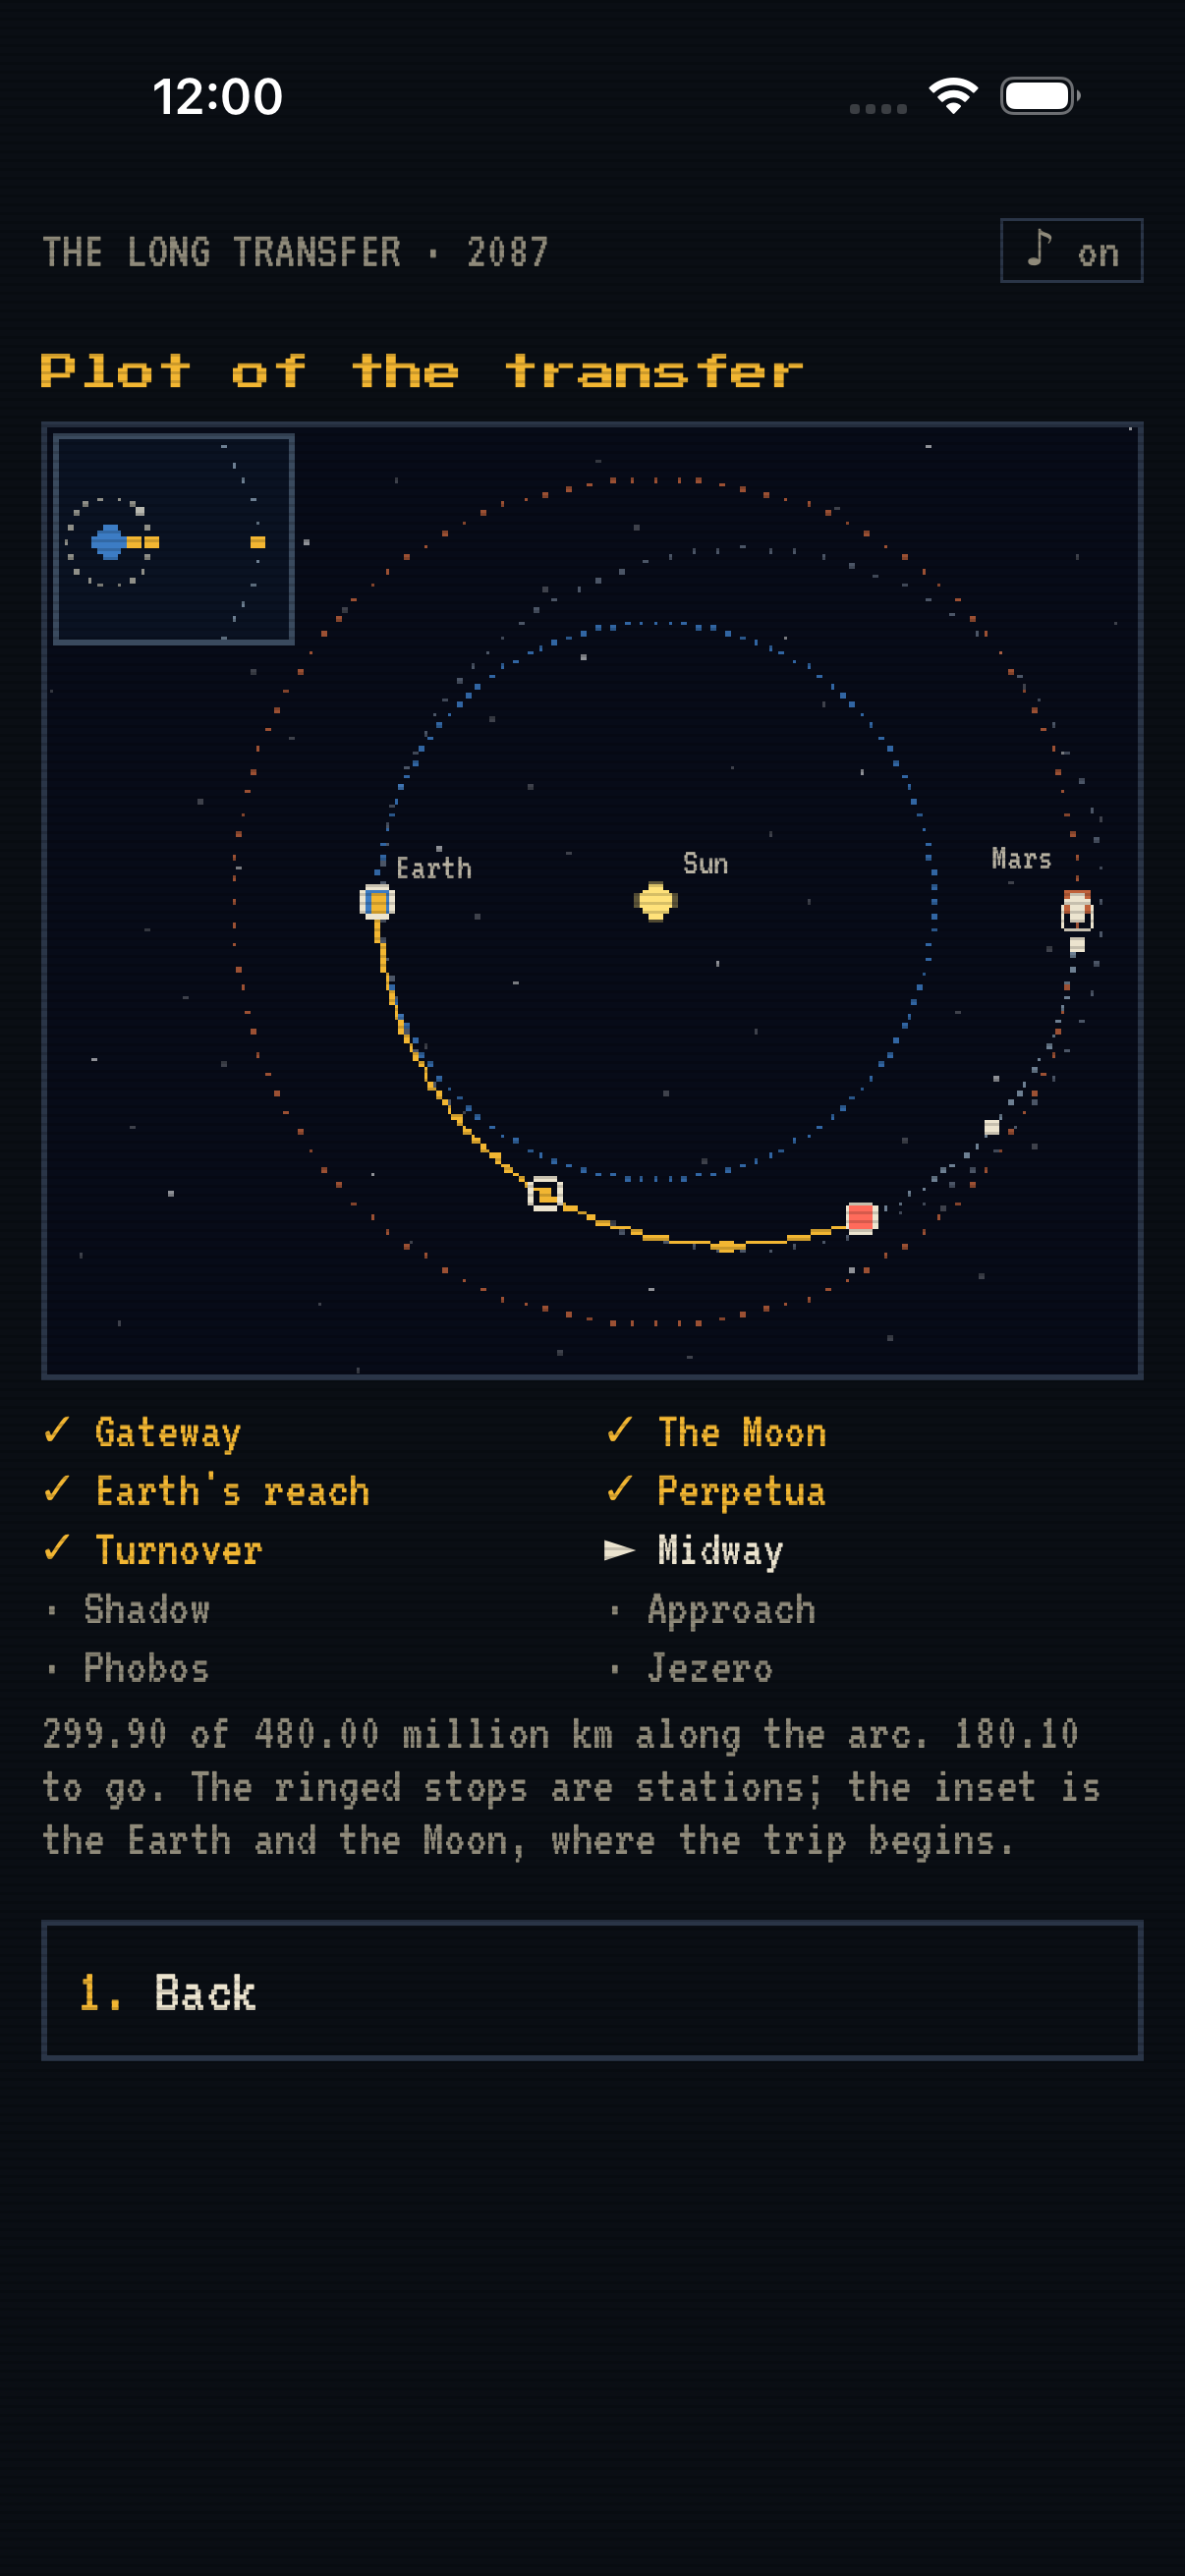 12:00
THE LONG TRANSFER · 2087
♪ on
Plot of the transfer
Earth
Sun
Mars
✓ Gateway
✓ The Moon
✓ Earth's reach
✓ Perpetua
✓ Turnover
► Midway
· Shadow
· Approach
· Phobos
· Jezero
299.90 of 480.00 million km along the arc. 180.10
to go. The ringed stops are stations; the inset is
the Earth and the Moon, where the trip begins.
1. Back